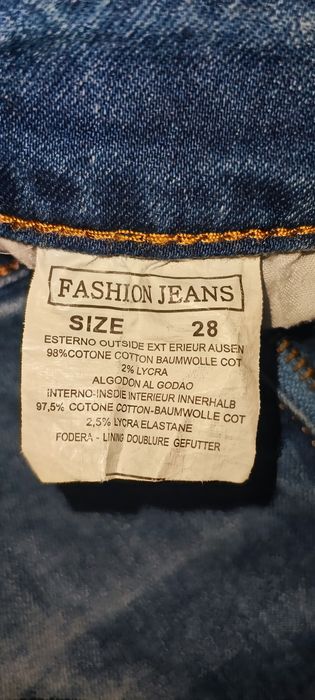 FASHION JEANS
SIZE 28
ESTERNO OUTSIDE EXT ERIEUR AUSEN
98%COTONE COTTON BAUMWOLLE COT
2% LYCRA
ALGODON AL GODAO
INTERNO-INSDIE INTERIEUR INNERHALB
97,5% COTONE COTTON-BAUMWOLLE COT
2,5% LYCRA ELASTANE
FODERA - LINING DOUBLURE GEFUTTER